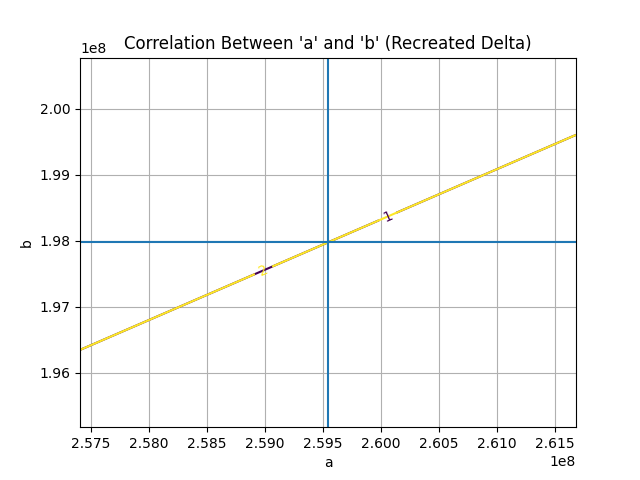 Correlation Between 'a' and 'b' (Recreated Delta)
1e8
2.00
1.99
1.98
1.97
1.96
b
1
2.575 2.580 2.585 2.590 2.595 2.600 2.605 2.610 2.615
a
1e8